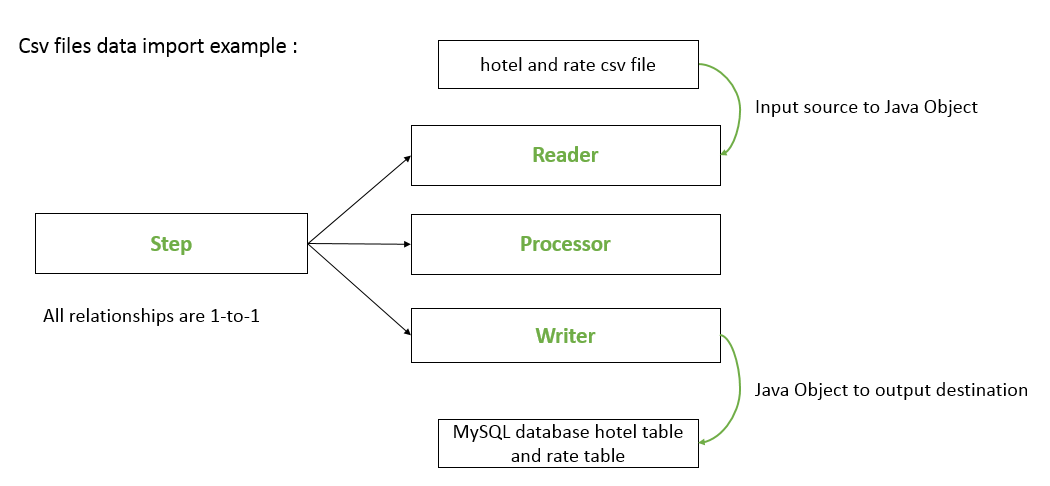 Csv files data import example :
hotel and rate csv file
Input source to Java Object
Reader
Step
Processor
All relationships are 1-to-1
Writer
Java Object to output destination
MySQL database hotel table
and rate table